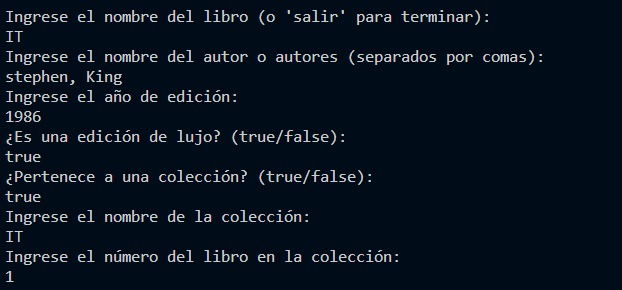 Ingrese el nombre del libro (o 'salir' para terminar):
IT
Ingrese el nombre del autor o autores (separados por comas):
stephen, King
Ingrese el año de edición:
1986
¿Es una edición de lujo? (true/false):
true
¿Pertenece a una colección? (true/false):
true
Ingrese el nombre de la colección:
IT
Ingrese el número del libro en la colección:
1